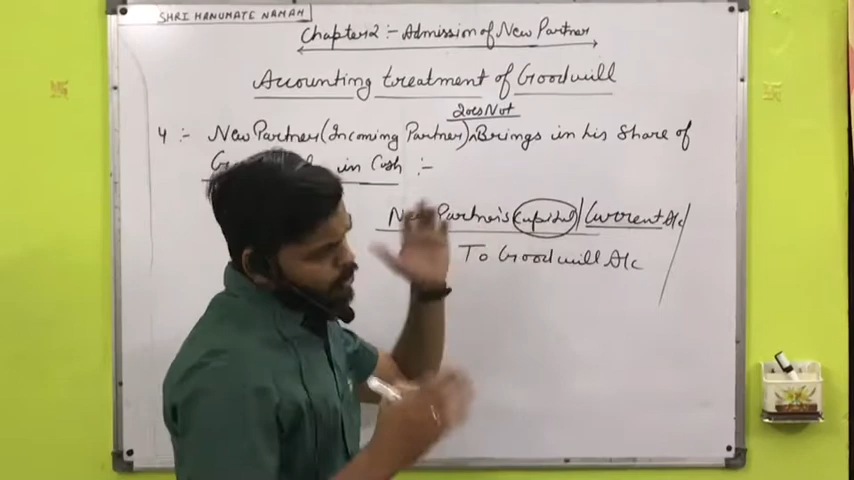 SHRI HANUMATE NAMAH
Chapter 2 :- Admission of New Partner
Accounting treatment of Goodwill
Does Not
4 :- New Partner (Incoming Partner) ^ Brings in his Share of
in Cash :-
New Partner's Capital / Current A/c
To Goodwill A/c